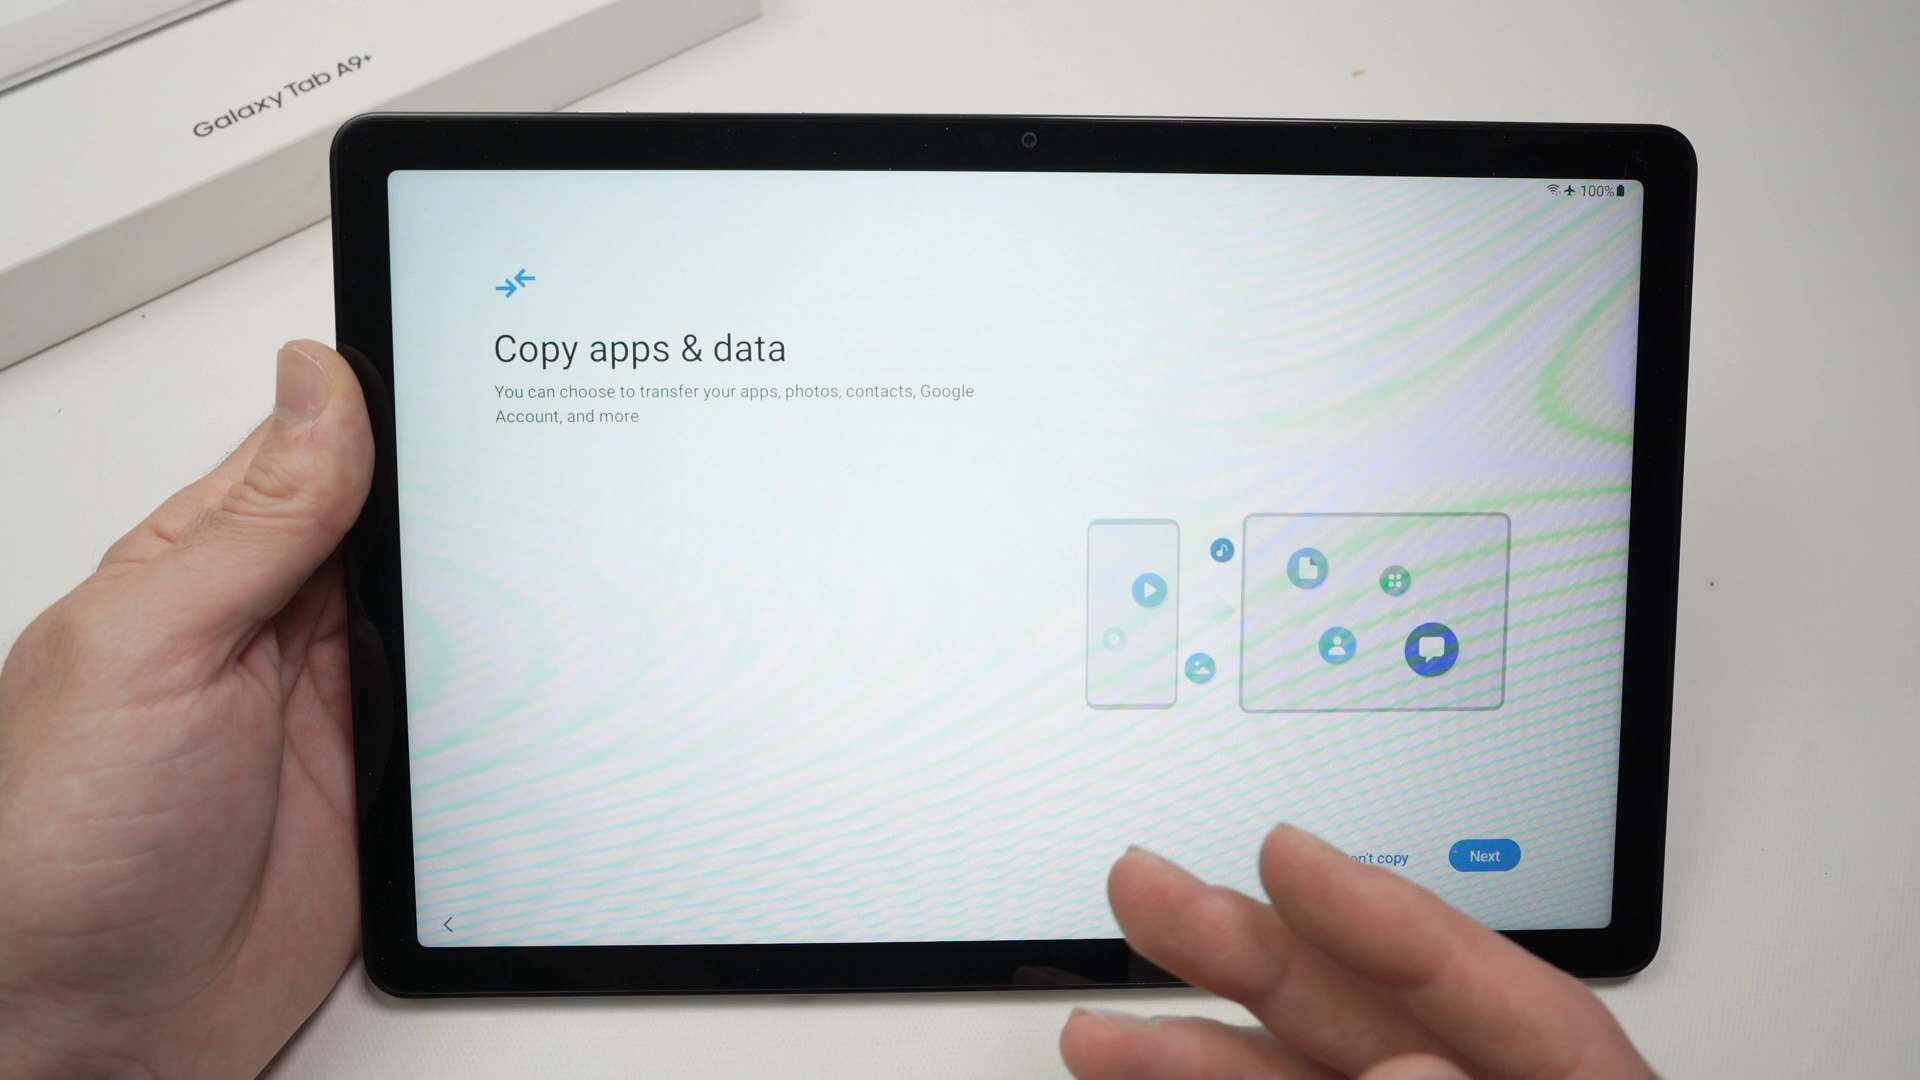 Galaxy Tab A9+
100%
Copy apps & data
You can choose to transfer your apps, photos, contacts, Google
Account, and more
copy
Next